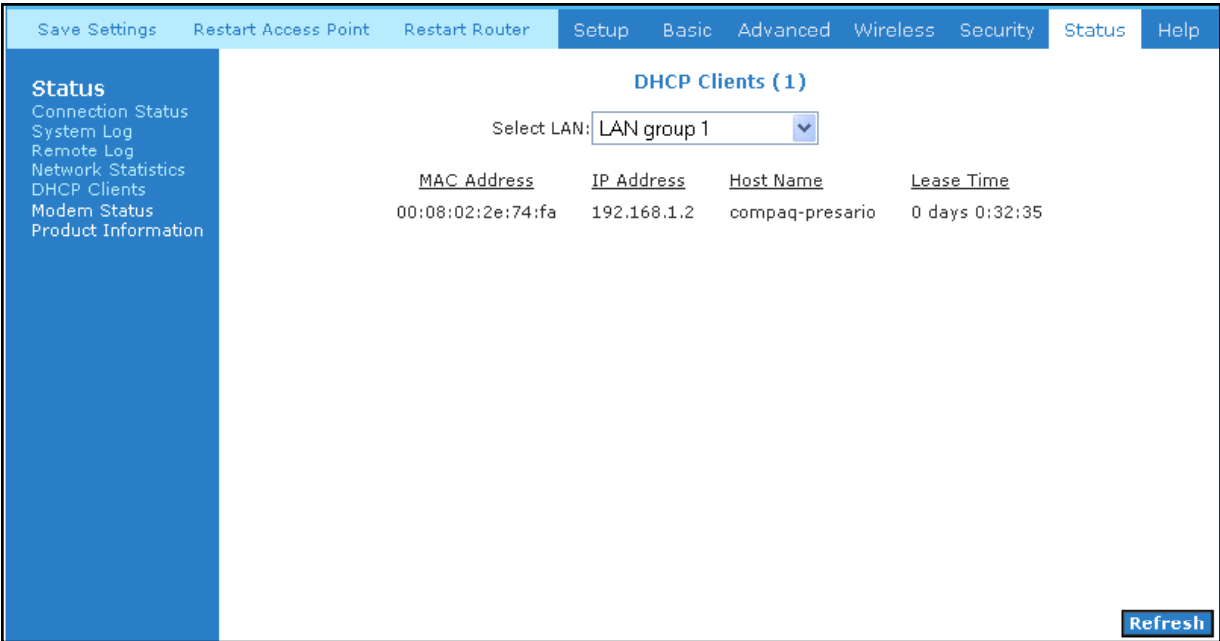 Save Settings Restart Access Point Restart Router Setup Basic Advanced Wireless Security Status Help
Status
Connection Status
System Log
Remote Log
Network Statistics
DHCP Clients
Modem Status
Product Information
DHCP Clients (1)
Select LAN: LAN group 1
MAC Address IP Address Host Name Lease Time
00:08:02:2e:74:fa 192.168.1.2 compaq-presario 0 days 0:32:35
Refresh